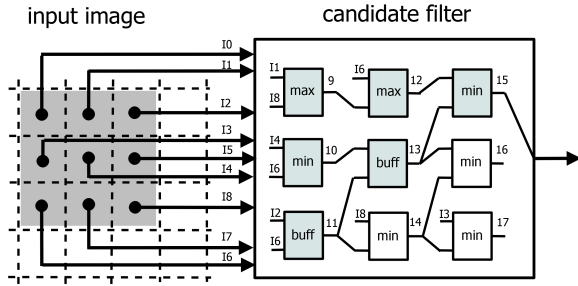 input image
candidate filter
I0
I1
I2
I3
I5
I4
I8
I7
I6
I1
I8
max
9
I6
max
12
min
15
I4
I6
min
10
buff
13
min
16
I2
I6
buff
11
I8
min
14
I3
min
17